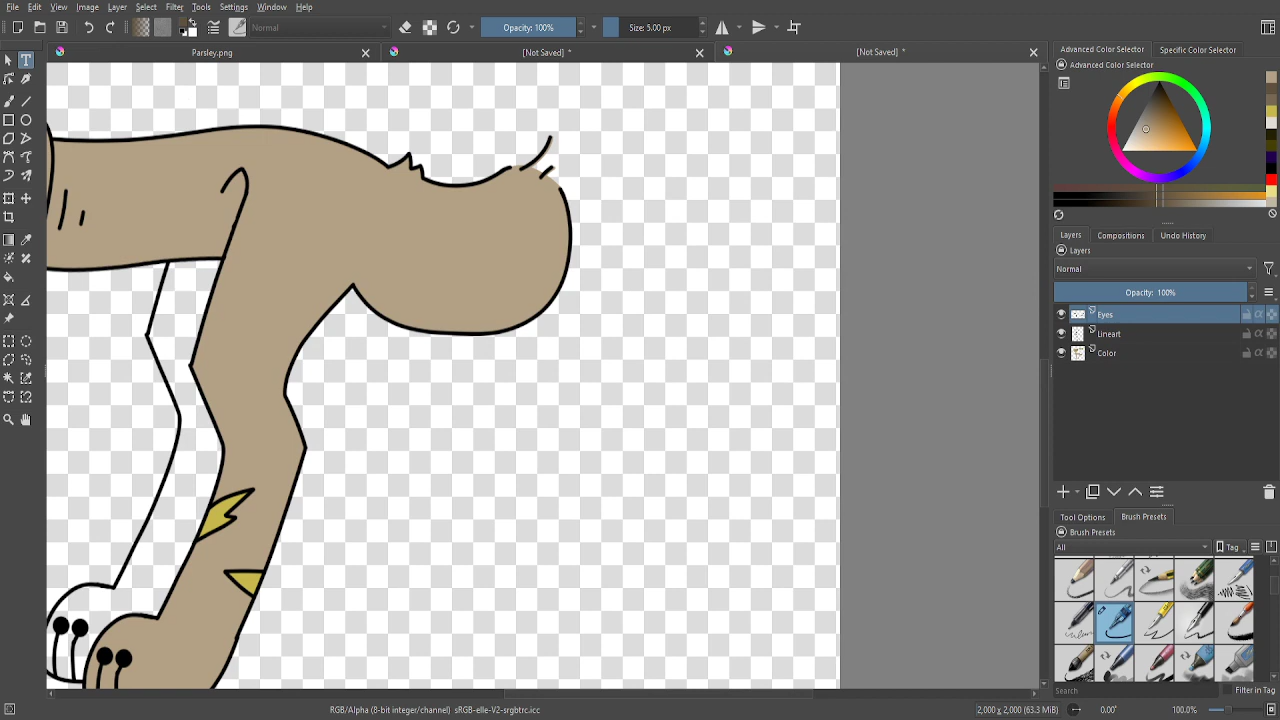 File Edit View Image Layer Select Filter Tools Settings Window Help
Normal Opacity: 100% Size: 5.00 px
Parsley.png [Not Saved] * [Not Saved] *
Advanced Color Selector Specific Color Selector
Advanced Color Selector
Layers Compositions Undo History
Layers
Normal
Opacity: 100%
Eyes
Lineart
Color
Tool Options Brush Presets
Brush Presets
All Tag
Search Filter in Tag
RGB/Alpha (8-bit integer/channel) sRGB-elle-V2-srgbtrc.icc 2,000 x 2,000 (63.3 MiB) 0.00° 100.0%